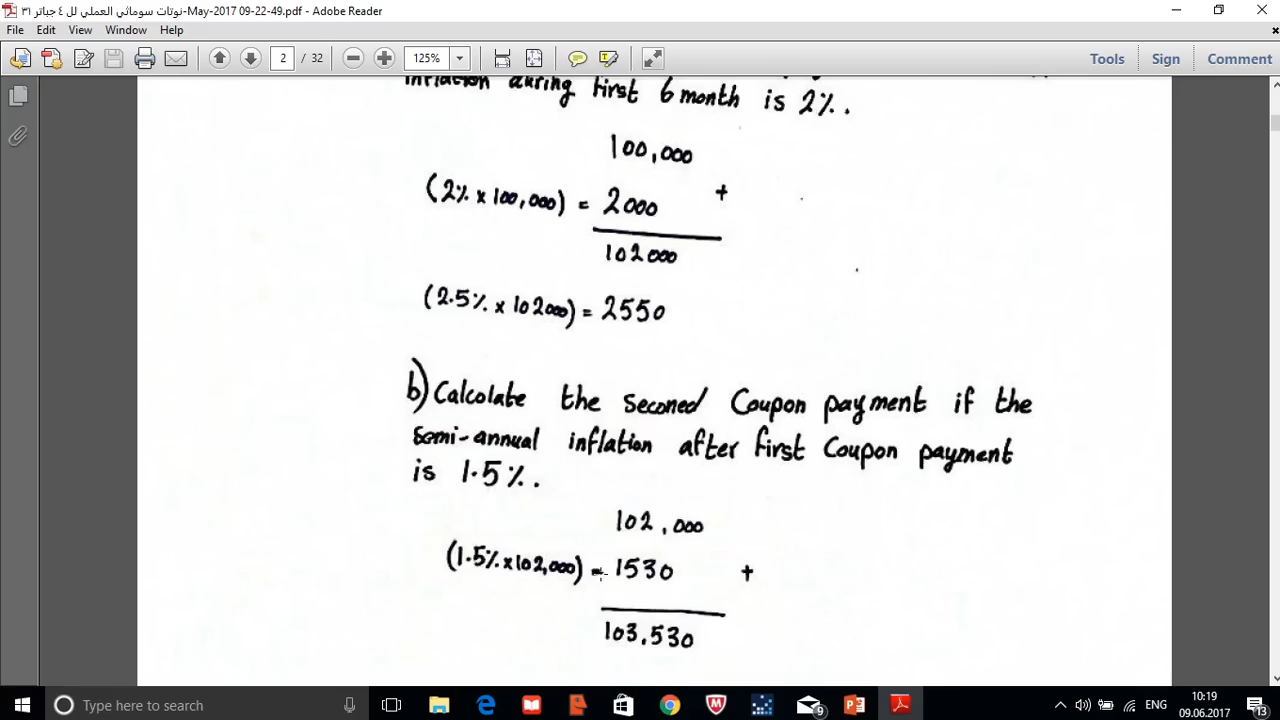 نوتات سوماثي العملي لل ٤ جباتر ٣١-May-2017 09-22-49.pdf - Adobe Reader
File Edit View Window Help
2 / 32 125% Tools Sign Comment
inflation during first 6 month is 2%.
100,000
(2% x 100,000) = 2000 +
102000
(2.5% x 102000) = 2550
b) Calcolate the seconed Coupon payment if the
semi-annual inflation after first Coupon payment
is 1.5%.
102,000
(1.5% x 102,000) = 1530 +
103,530
Type here to search
ENG 10:19
09.06.2017
9
13